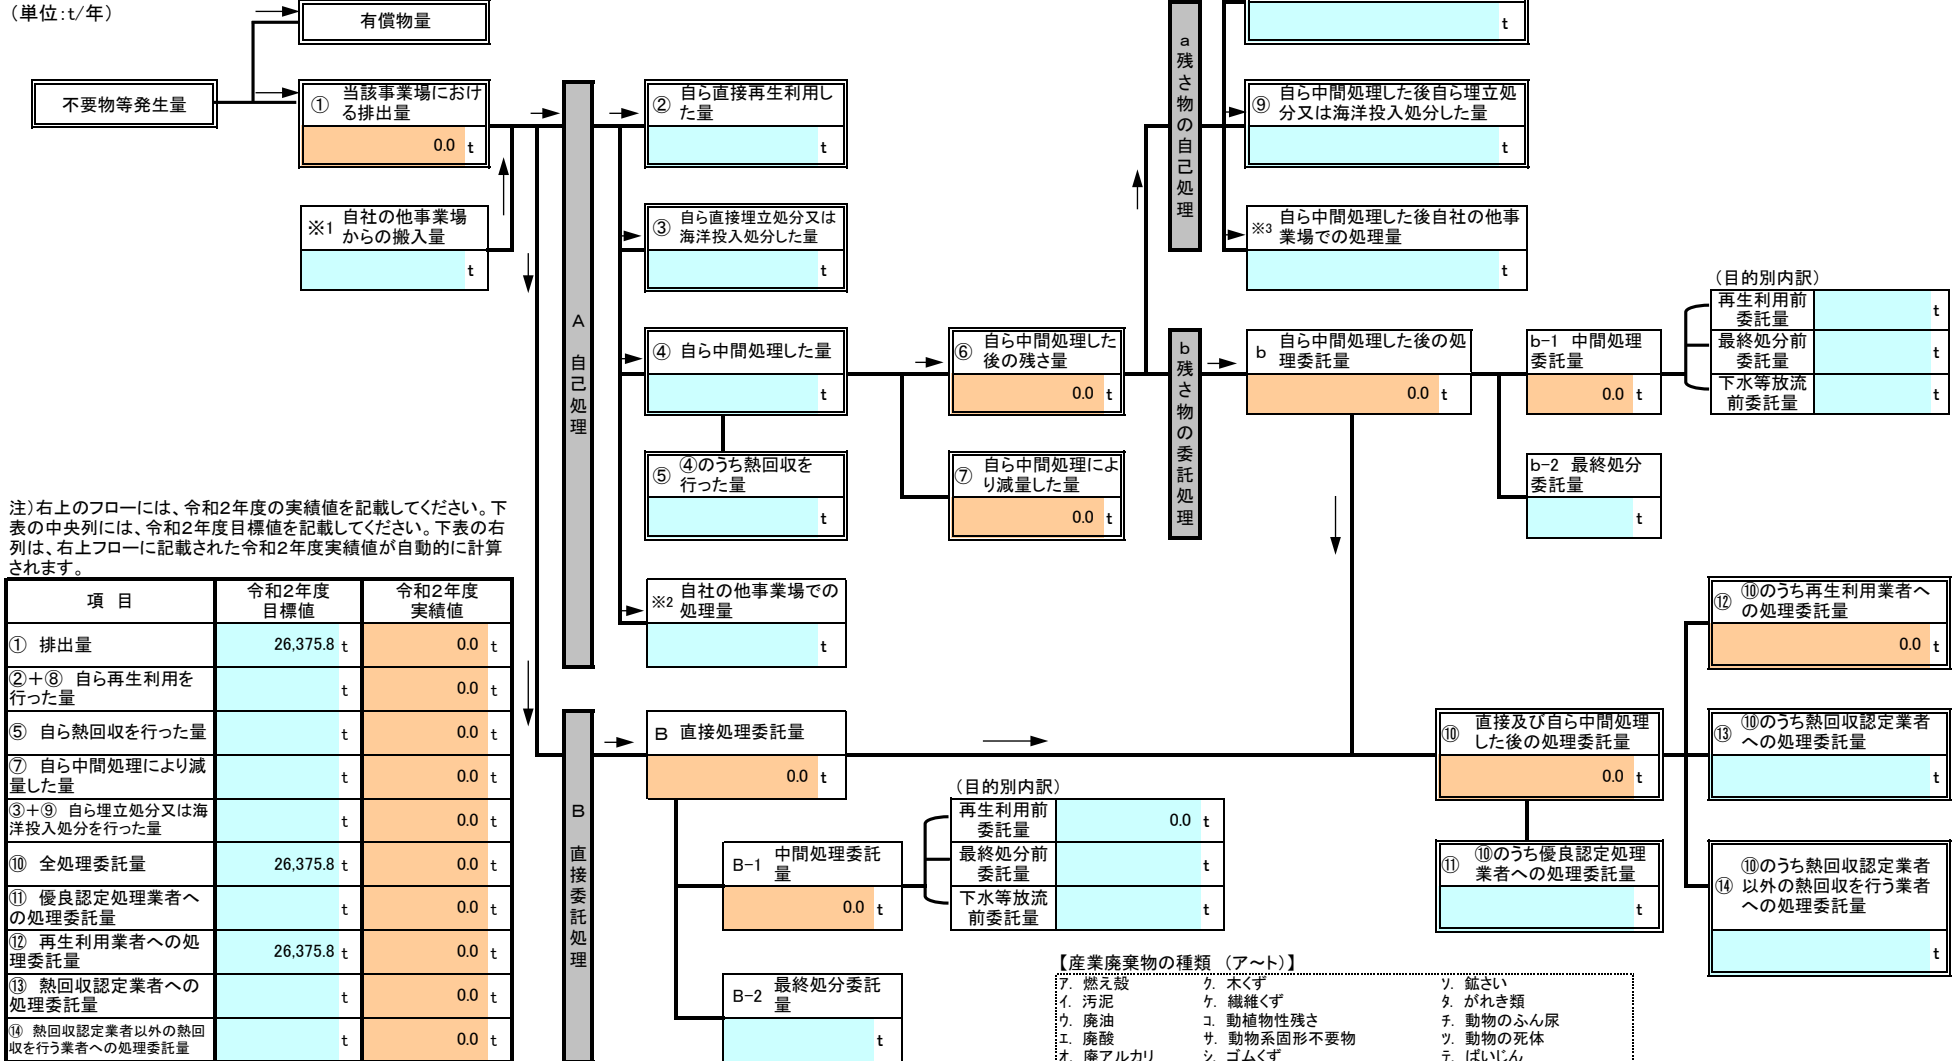 （単位：t/年）
有償物量
t
不要物等発生量
① 当該事業場におけ
る排出量
0.0 t
※1 自社の他事業場
からの搬入量
t
A 自己処理
② 自ら直接再生利用し
た量
t
③ 自ら直接埋立処分又は
海洋投入処分した量
t
④ 自ら中間処理した量
t
⑤ ④のうち熱回収を
行った量
t
※2 自社の他事業場での
処理量
t
⑥ 自ら中間処理した
後の残さ量
0.0 t
⑦ 自ら中間処理によ
り減量した量
0.0 t
a残さ物の自己処理
⑨ 自ら中間処理した後自ら埋立処
分又は海洋投入処分した量
t
※3 自ら中間処理した後自社の他事
業場での処理量
t
b残さ物の委託処理
b 自ら中間処理した後の処
理委託量
0.0 t
b-1 中間処理
委託量
0.0 t
b-2 最終処分
委託量
t
（目的別内訳）
再生利用前
委託量
t
最終処分前
委託量
t
下水等放流
前委託量
t
注）右上のフローには、令和２年度の実績値を記載してください。下
表の中央列には、令和２年度目標値を記載してください。下表の右
列は、右上フローに記載された令和２年度実績値が自動的に計算
されます。
項 目 令和２年度 目標値 令和２年度 実績値
① 排出量 26,375.8 t 0.0 t
②＋⑧ 自ら再生利用を
行った量 t 0.0 t
⑤ 自ら熱回収を行った量 t 0.0 t
⑦ 自ら中間処理により減
量した量 t 0.0 t
③＋⑨ 自ら埋立処分又は海
洋投入処分を行った量 t 0.0 t
⑩ 全処理委託量 26,375.8 t 0.0 t
⑪ 優良認定処理業者へ
の処理委託量 t 0.0 t
⑫ 再生利用業者への処
理委託量 26,375.8 t 0.0 t
⑬ 熱回収認定業者への
処理委託量 t 0.0 t
⑭ 熱回収認定業者以外の熱回
収を行う業者への処理委託量 t 0.0 t
B 直接委託処理
B 直接処理委託量
0.0 t
B-1 中間処理委託
量
0.0 t
B-2 最終処分委託
量
t
（目的別内訳）
再生利用前
委託量
0.0 t
最終処分前
委託量
t
下水等放流
前委託量
t
⑩ 直接及び自ら中間処理
した後の処理委託量
0.0 t
⑪ ⑩のうち優良認定処理
業者への処理委託量
t
⑫ ⑩のうち再生利用業者へ
の処理委託量
0.0 t
⑬ ⑩のうち熱回収認定業者
への処理委託量
t
⑭ ⑩のうち熱回収認定業者
以外の熱回収を行う業者
への処理委託量
t
【産業廃棄物の種類 （ア～ト）】
ｱ. 燃え殻 ｸ. 木くず ｿ. 鉱さい
ｲ. 汚泥 ｹ. 繊維くず ﾀ. がれき類
ｳ. 廃油 ｺ. 動植物性残さ ﾁ. 動物のふん尿
ｴ. 廃酸 ｻ. 動物系固形不要物 ﾂ. 動物の死体
ｵ. 廃アルカリ ｼ. ゴムくず ﾃ. ばいじん